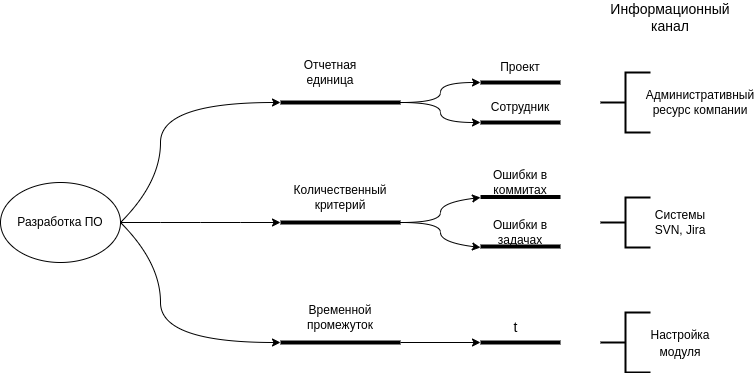 Информационный
канал
Отчетная
единица
Проект
Сотрудник
Административный
ресурс компании
Разработка ПО
Количественный
критерий
Ошибки в
коммитах
Ошибки в
задачах
Системы
SVN, Jira
Временной
промежуток
t
Настройка
модуля